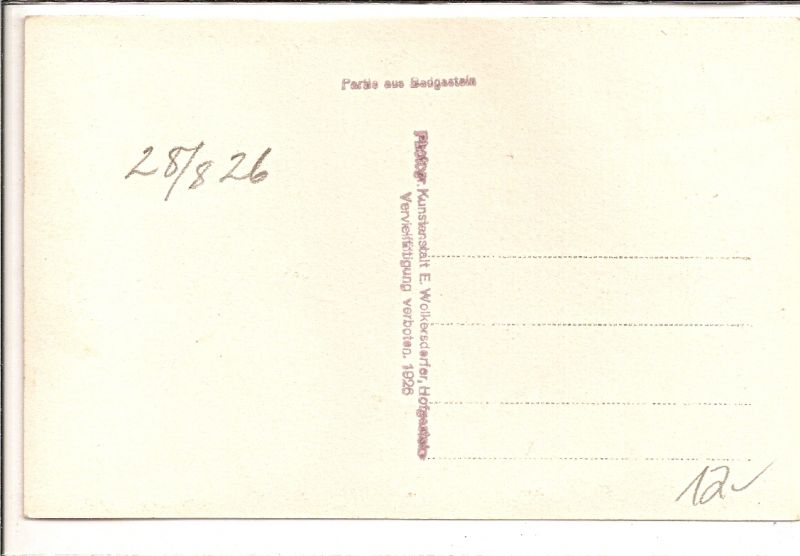 Partie aus Badgastein
28/8 26
Photogr. Kunstanstalt E. Wolkersdorfer, Hofgastein
Vervielfältigung verboten. 1926
12-